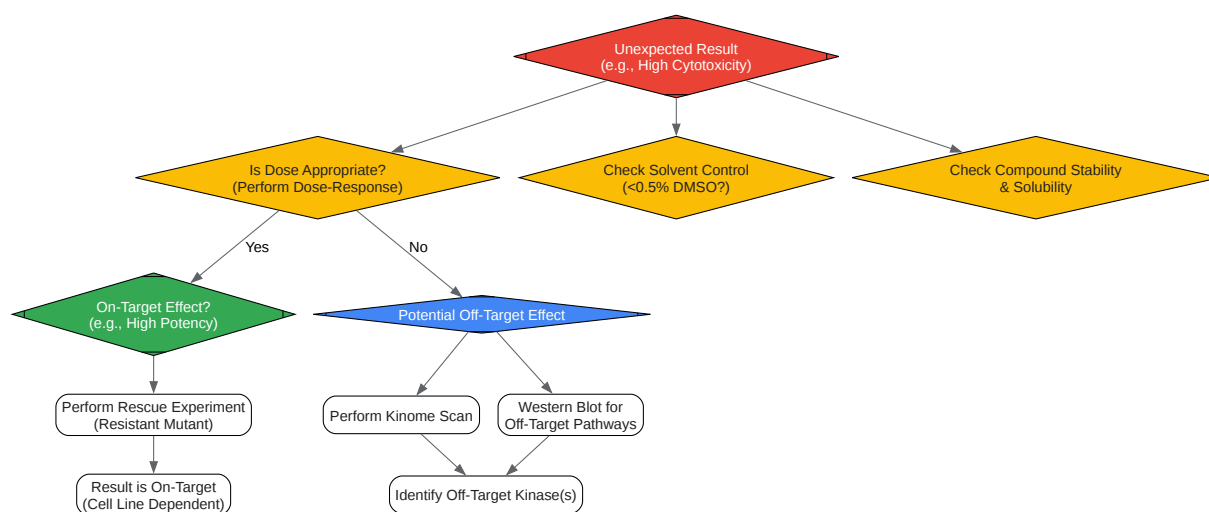 Unexpected Result
(e.g., High Cytotoxicity)
Is Dose Appropriate?
(Perform Dose-Response)
Check Solvent Control
(<0.5% DMSO?)
Check Compound Stability
& Solubility
Yes
No
On-Target Effect?
(e.g., High Potency)
Potential Off-Target Effect
Perform Rescue Experiment
(Resistant Mutant)
Perform Kinome Scan
Western Blot for
Off-Target Pathways
Result is On-Target
(Cell Line Dependent)
Identify Off-Target Kinase(s)